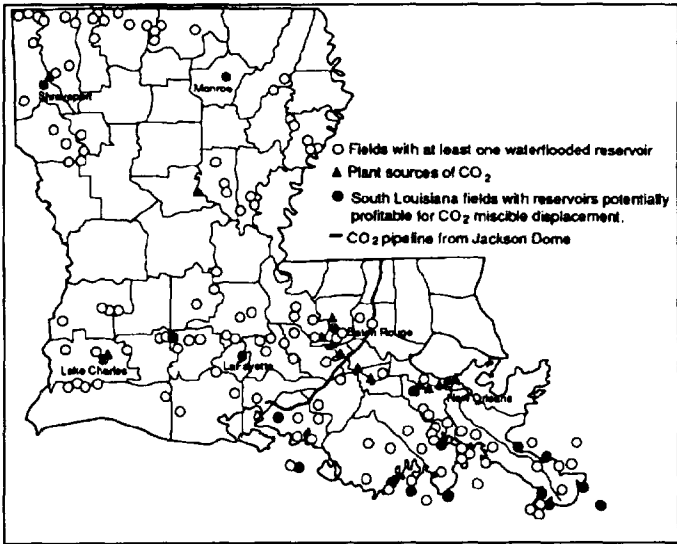 Shreveport
Monroe
Fields with at least one waterflooded reservoir
Plant sources of CO2
South Louisiana fields with reservoirs potentially
profitable for CO2 miscible displacement.
CO2 pipeline from Jackson Dome
Baton Rouge
Lake Charles
LaFayette
New Orleans